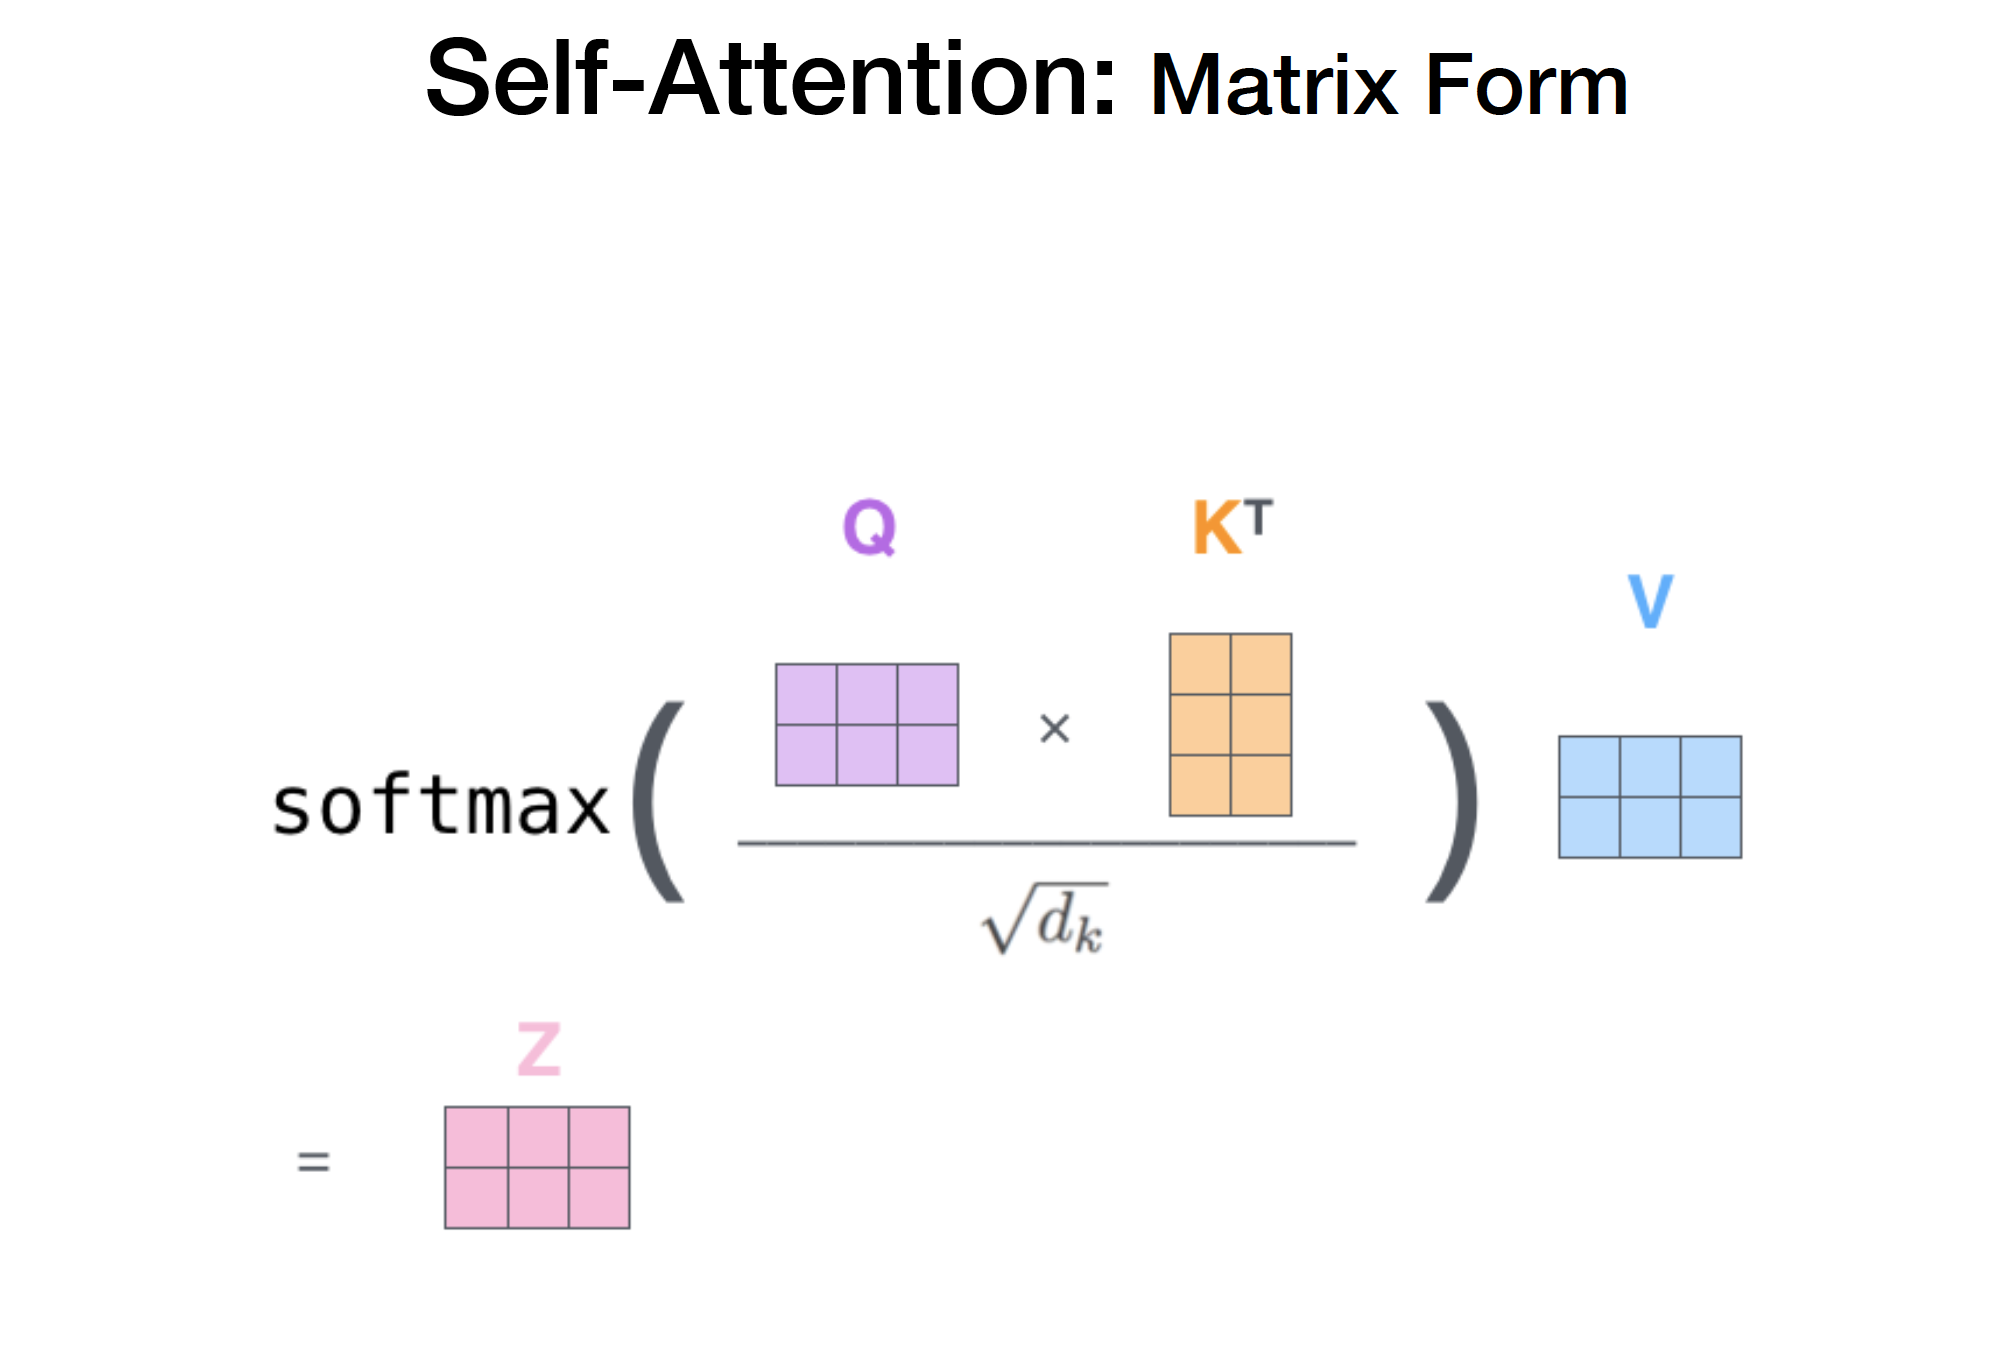 Self-Attention: Matrix Form
Q × Kᵀ
V
softmax( )
√dₖ
Z
=